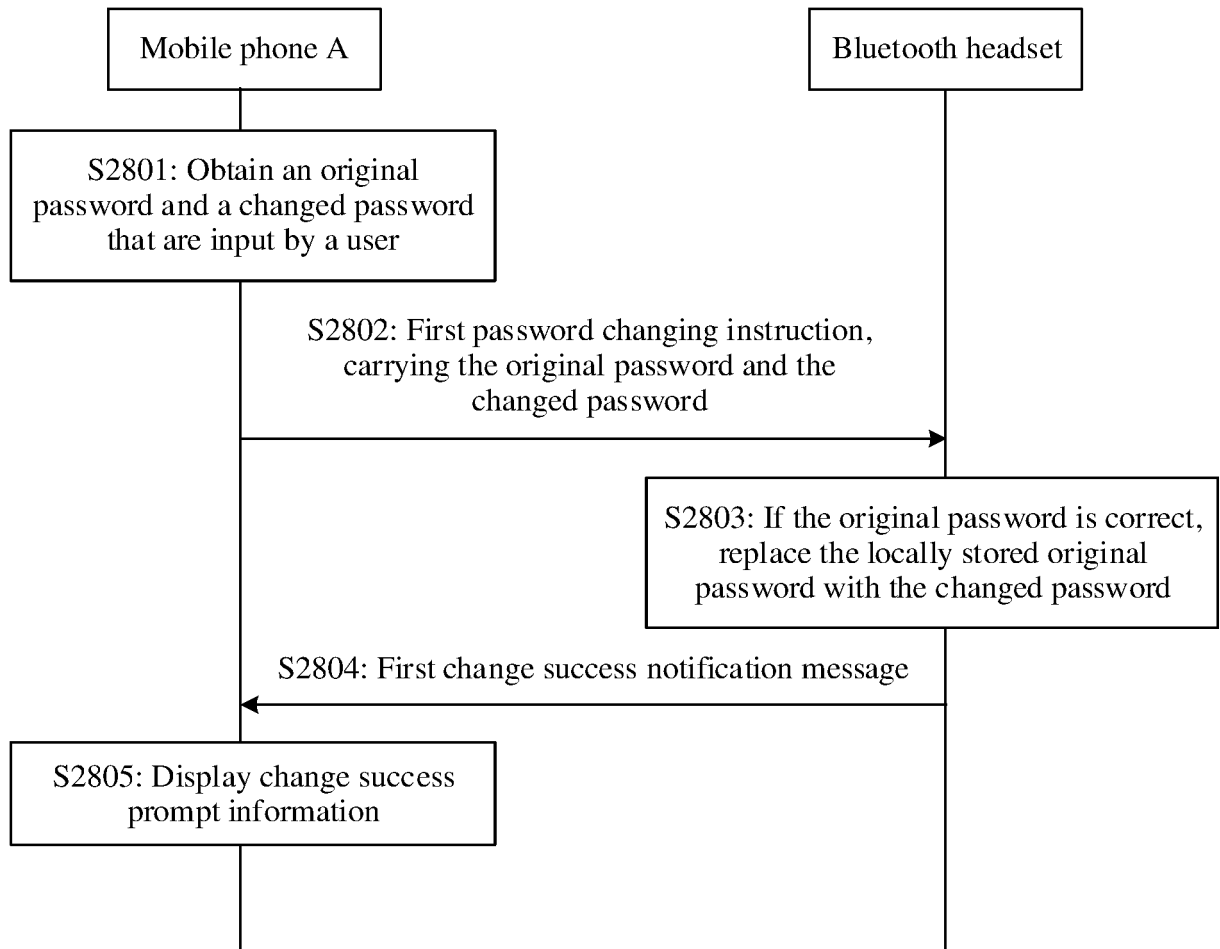 Mobile phone A
Bluetooth headset
S2801: Obtain an original
password and a changed password
that are input by a user
S2802: First password changing instruction,
carrying the original password and the
changed password
S2803: If the original password is correct,
replace the locally stored original
password with the changed password
S2804: First change success notification message
S2805: Display change success
prompt information